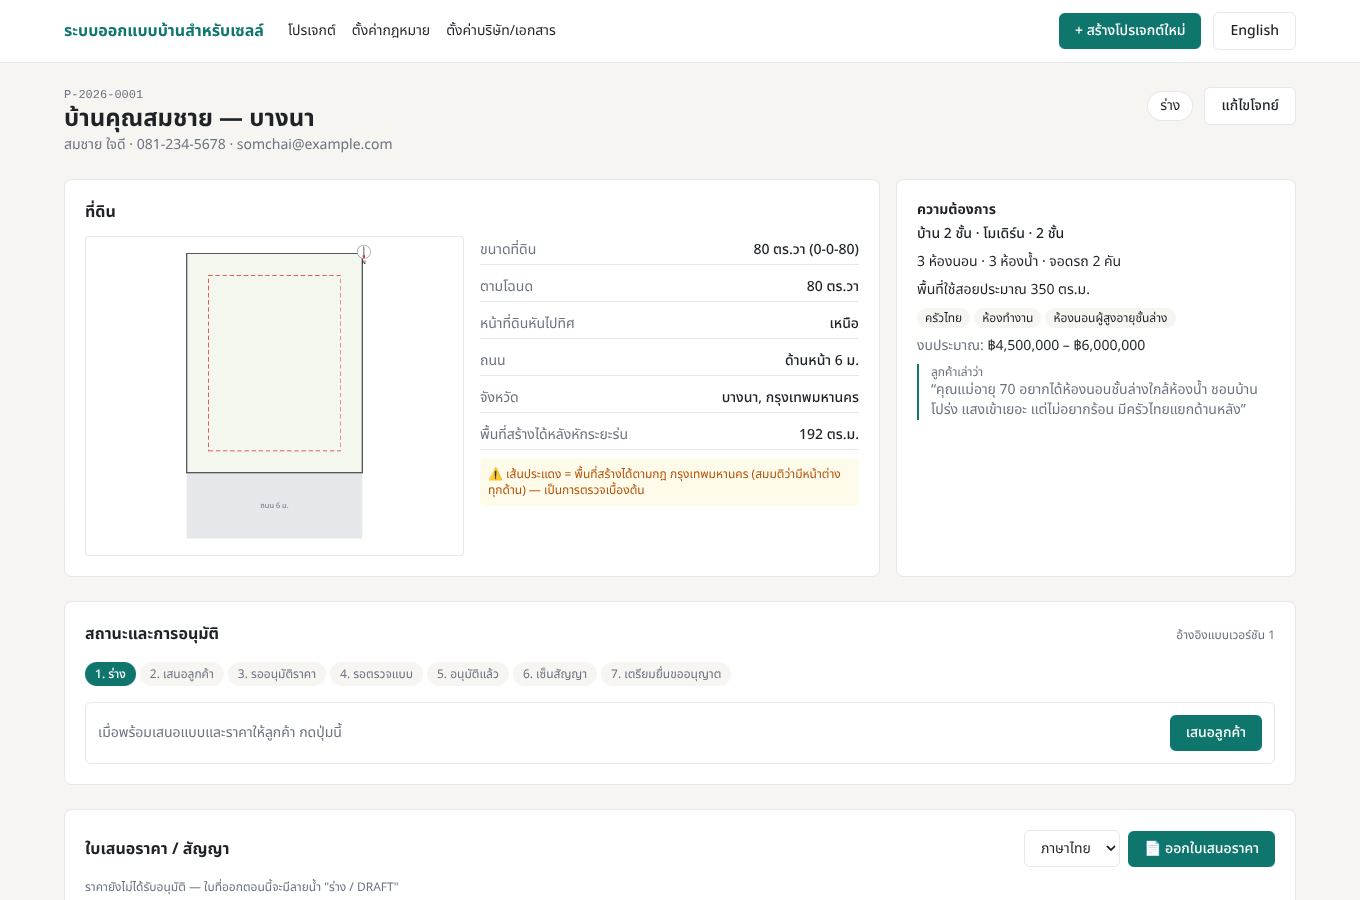 ระบบออกแบบบ้านสำหรับเซลล์
โปรเจกต์
ตั้งค่ากฎหมาย
ตั้งค่าบริษัท/เอกสาร
+ สร้างโปรเจกต์ใหม่
English
P-2026-0001
บ้านคุณสมชาย — บางนา
สมชาย ใจดี · 081-234-5678 · somchai@example.com
ร่าง
แก้ไขโจทย์
ที่ดิน
N
ถนน 6 ม.
ขนาดที่ดิน 80 ตร.วา (0-0-80)
ตามโฉนด 80 ตร.วา
หน้าที่ดินหันไปทิศ เหนือ
ถนน ด้านหน้า 6 ม.
จังหวัด บางนา, กรุงเทพมหานคร
พื้นที่สร้างได้หลังหักระยะร่น 192 ตร.ม.
⚠️ เส้นประแดง = พื้นที่สร้างได้ตามกฎ กรุงเทพมหานคร (สมมติว่ามีหน้าต่าง
ทุกด้าน) — เป็นการตรวจเบื้องต้น
ความต้องการ
บ้าน 2 ชั้น · โมเดิร์น · 2 ชั้น
3 ห้องนอน · 3 ห้องน้ำ · จอดรถ 2 คัน
พื้นที่ใช้สอยประมาณ 350 ตร.ม.
ครัวไทย ห้องทำงาน ห้องนอนผู้สูงอายุชั้นล่าง
งบประมาณ: ฿4,500,000 – ฿6,000,000
ลูกค้าเล่าว่า
“คุณแม่อายุ 70 อยากได้ห้องนอนชั้นล่างใกล้ห้องน้ำ ชอบบ้าน
โปร่ง แสงเข้าเยอะ แต่ไม่อยากร้อน มีครัวไทยแยกด้านหลัง”
สถานะและการอนุมัติ
อ้างอิงแบบเวอร์ชัน 1
1. ร่าง
2. เสนอลูกค้า
3. รออนุมัติราคา
4. รอตรวจแบบ
5. อนุมัติแล้ว
6. เซ็นสัญญา
7. เตรียมยื่นขออนุญาต
เมื่อพร้อมเสนอแบบและราคาให้ลูกค้า กดปุ่มนี้
เสนอลูกค้า
ใบเสนอราคา / สัญญา
ภาษาไทย
📄 ออกใบเสนอราคา
ราคายังไม่ได้รับอนุมัติ — ใบที่ออกตอนนี้จะมีลายน้ำ "ร่าง / DRAFT"